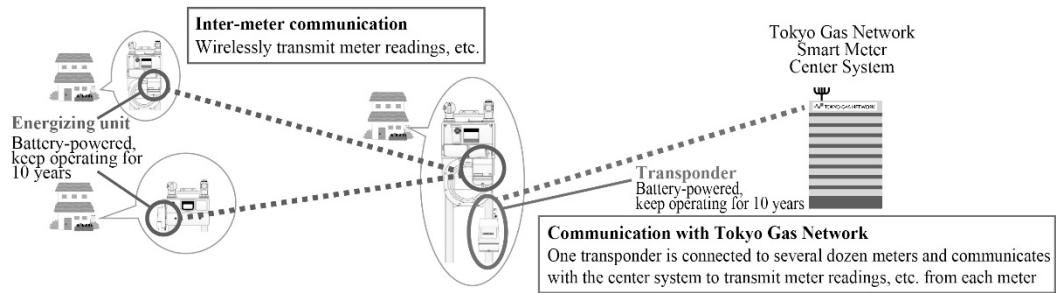 Inter-meter communication
Wirelessly transmit meter readings, etc.
Tokyo Gas Network
Smart Meter
Center System
TOKYO GAS NETWORK
Energizing unit
Battery-powered,
keep operating for
10 years
Transponder
Battery-powered,
keep operating for 10 years
Communication with Tokyo Gas Network
One transponder is connected to several dozen meters and communicates
with the center system to transmit meter readings, etc. from each meter